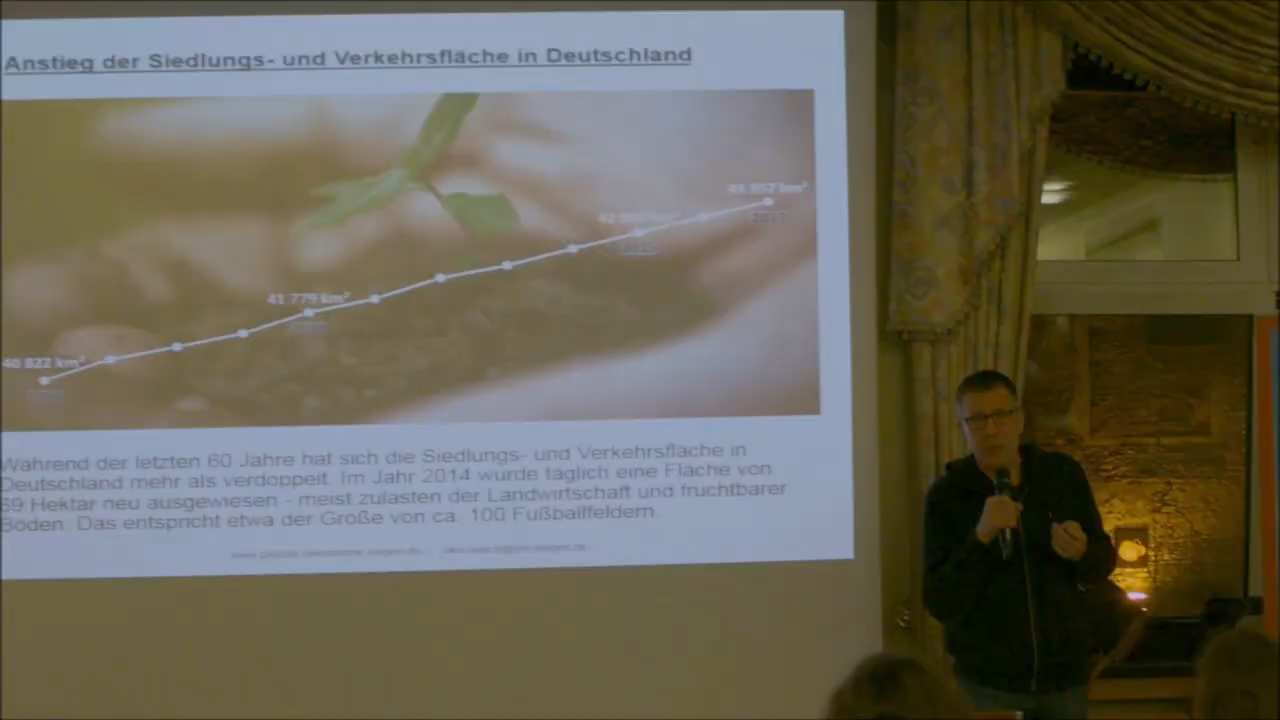 Anstieg der Siedlungs- und Verkehrsfläche in Deutschland
41 779 km²
40 822 km²
Während der letzten 60 Jahre hat sich die Siedlungs- und Verkehrsfläche in
Deutschland mehr als verdoppelt. Im Jahr 2014 wurde täglich eine Fläche von
69 Hektar neu ausgewiesen - meist zulasten der Landwirtschaft und fruchtbarer
Böden. Das entspricht etwa der Größe von ca. 100 Fußballfeldern.